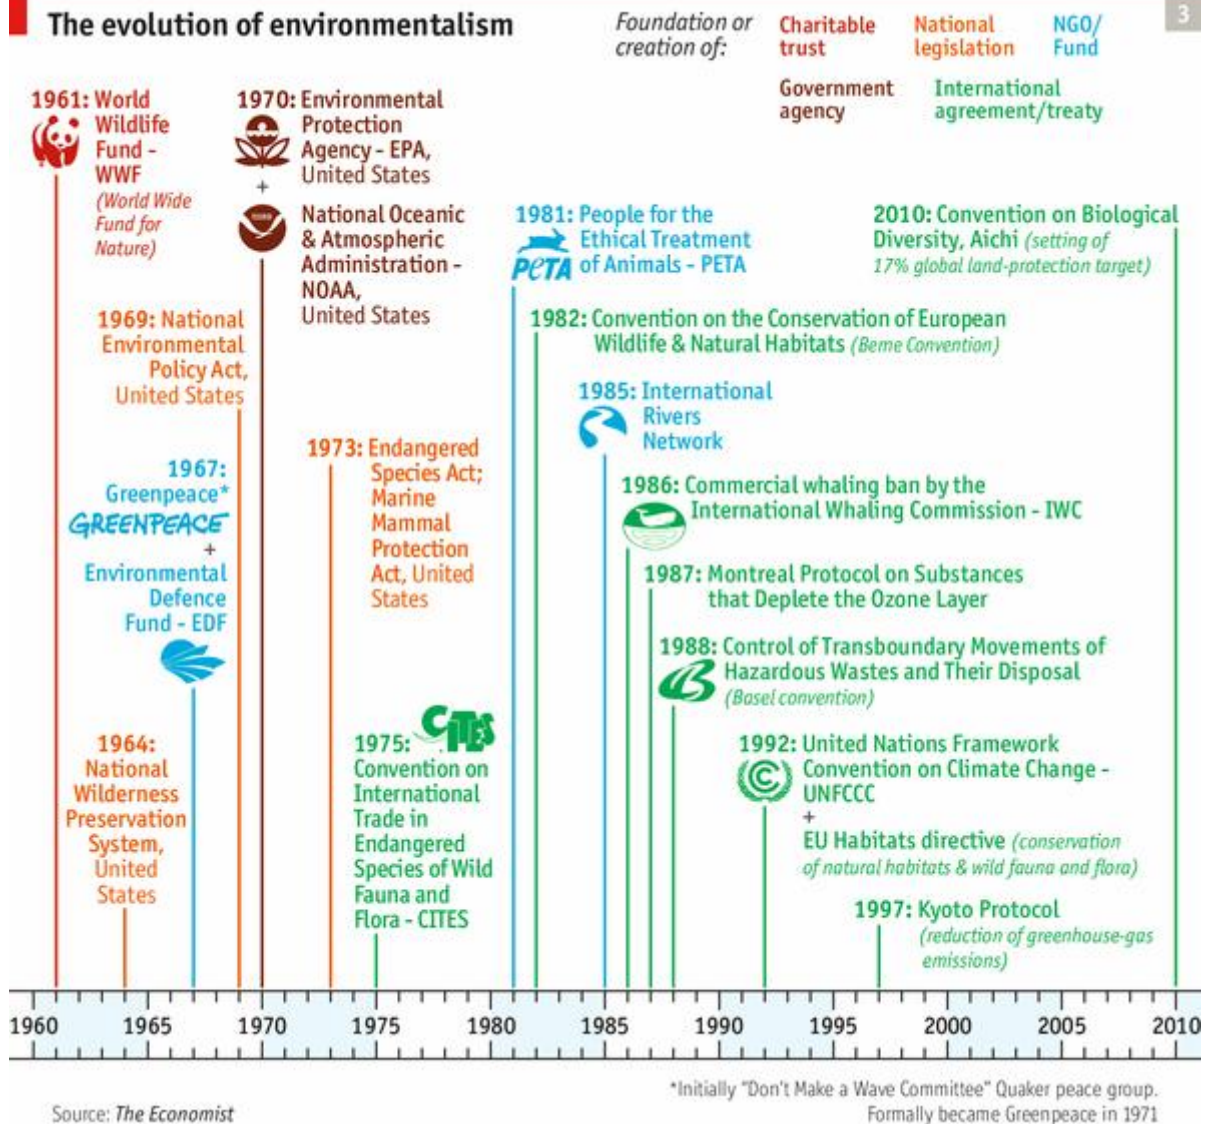 The evolution of environmentalism
Foundation or
creation of:
Charitable
trust
National
legislation
NGO/
Fund
Government
agency
International
agreement/treaty
3
1961: World
Wildlife
Fund -
WWF
(World Wide
Fund for
Nature)
1970: Environmental
Protection
Agency - EPA,
United States
+
National Oceanic
& Atmospheric
Administration -
NOAA,
United States
1981: People for the
Ethical Treatment
PETA of Animals - PETA
2010: Convention on Biological
Diversity, Aichi (setting of
17% global land-protection target)
1969: National
Environmental
Policy Act,
United States
1982: Convention on the Conservation of European
Wildlife & Natural Habitats (Beme Convention)
1985: International
Rivers
Network
1973: Endangered
Species Act;
Marine
Mammal
Protection
Act, United
States
1967:
Greenpeace*
GREENPEACE
+
Environmental
Defence
Fund - EDF
1986: Commercial whaling ban by the
International Whaling Commission - IWC
1987: Montreal Protocol on Substances
that Deplete the Ozone Layer
1988: Control of Transboundary Movements of
Hazardous Wastes and Their Disposal
(Basel convention)
1964:
National
Wilderness
Preservation
System,
United
States
CITES
1975:
Convention on
International
Trade in
Endangered
Species of Wild
Fauna and
Flora - CITES
1992: United Nations Framework
Convention on Climate Change -
UNFCCC
+
EU Habitats directive (conservation
of natural habitats & wild fauna and flora)
1997: Kyoto Protocol
(reduction of greenhouse-gas
emissions)
1960 1965 1970 1975 1980 1985 1990 1995 2000 2005 2010
*Initially "Don't Make a Wave Committee" Quaker peace group.
Formally became Greenpeace in 1971
Source: The Economist